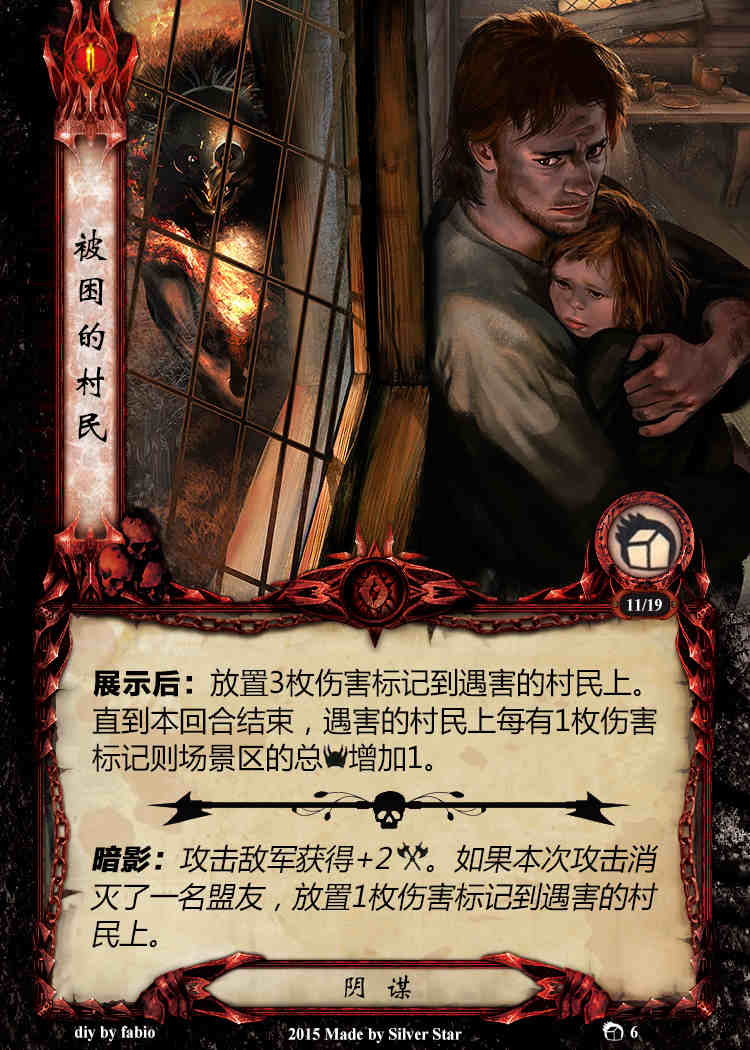 被困的村民
11/19
展示后：放置3枚伤害标记到遇害的村民上。
直到本回合结束，遇害的村民上每有1枚伤害
标记则场景区的总增加1。
暗影：攻击敌军获得+2。如果本次攻击消
灭了一名盟友，放置1枚伤害标记到遇害的村
民上。
阴谋
diy by fabio
2015 Made by Silver Star
6